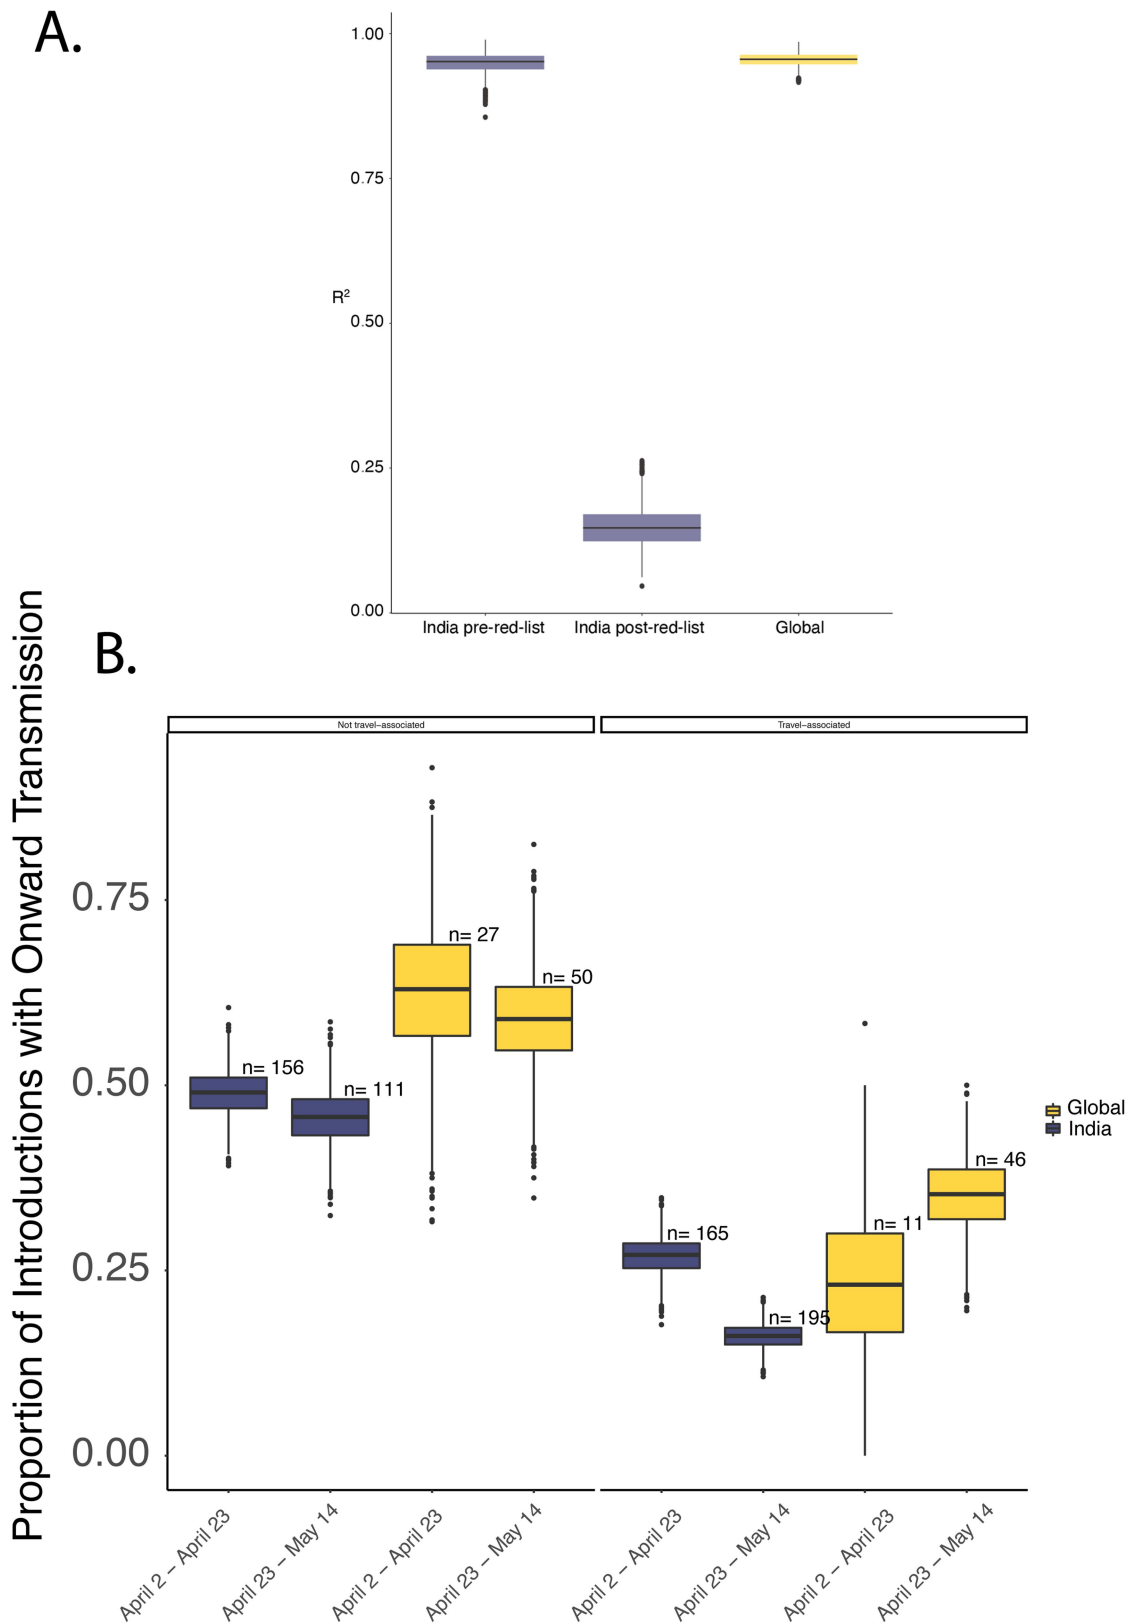 A.
1.00
0.75
R²
0.50
0.25
0.00
India pre-red-list India post-red-list Global
B.
Proportion of Introductions with Onward Transmission
Not travel−associated Travel−associated
0.75
0.50
0.25
0.00
n= 156
n= 111
n= 27
n= 50
n= 165
n= 195
n= 11
n= 46
Global
India
April 2 − April 23
April 23 − May 14
April 2 − April 23
April 23 − May 14
April 2 − April 23
April 23 − May 14
April 2 − April 23
April 23 − May 14